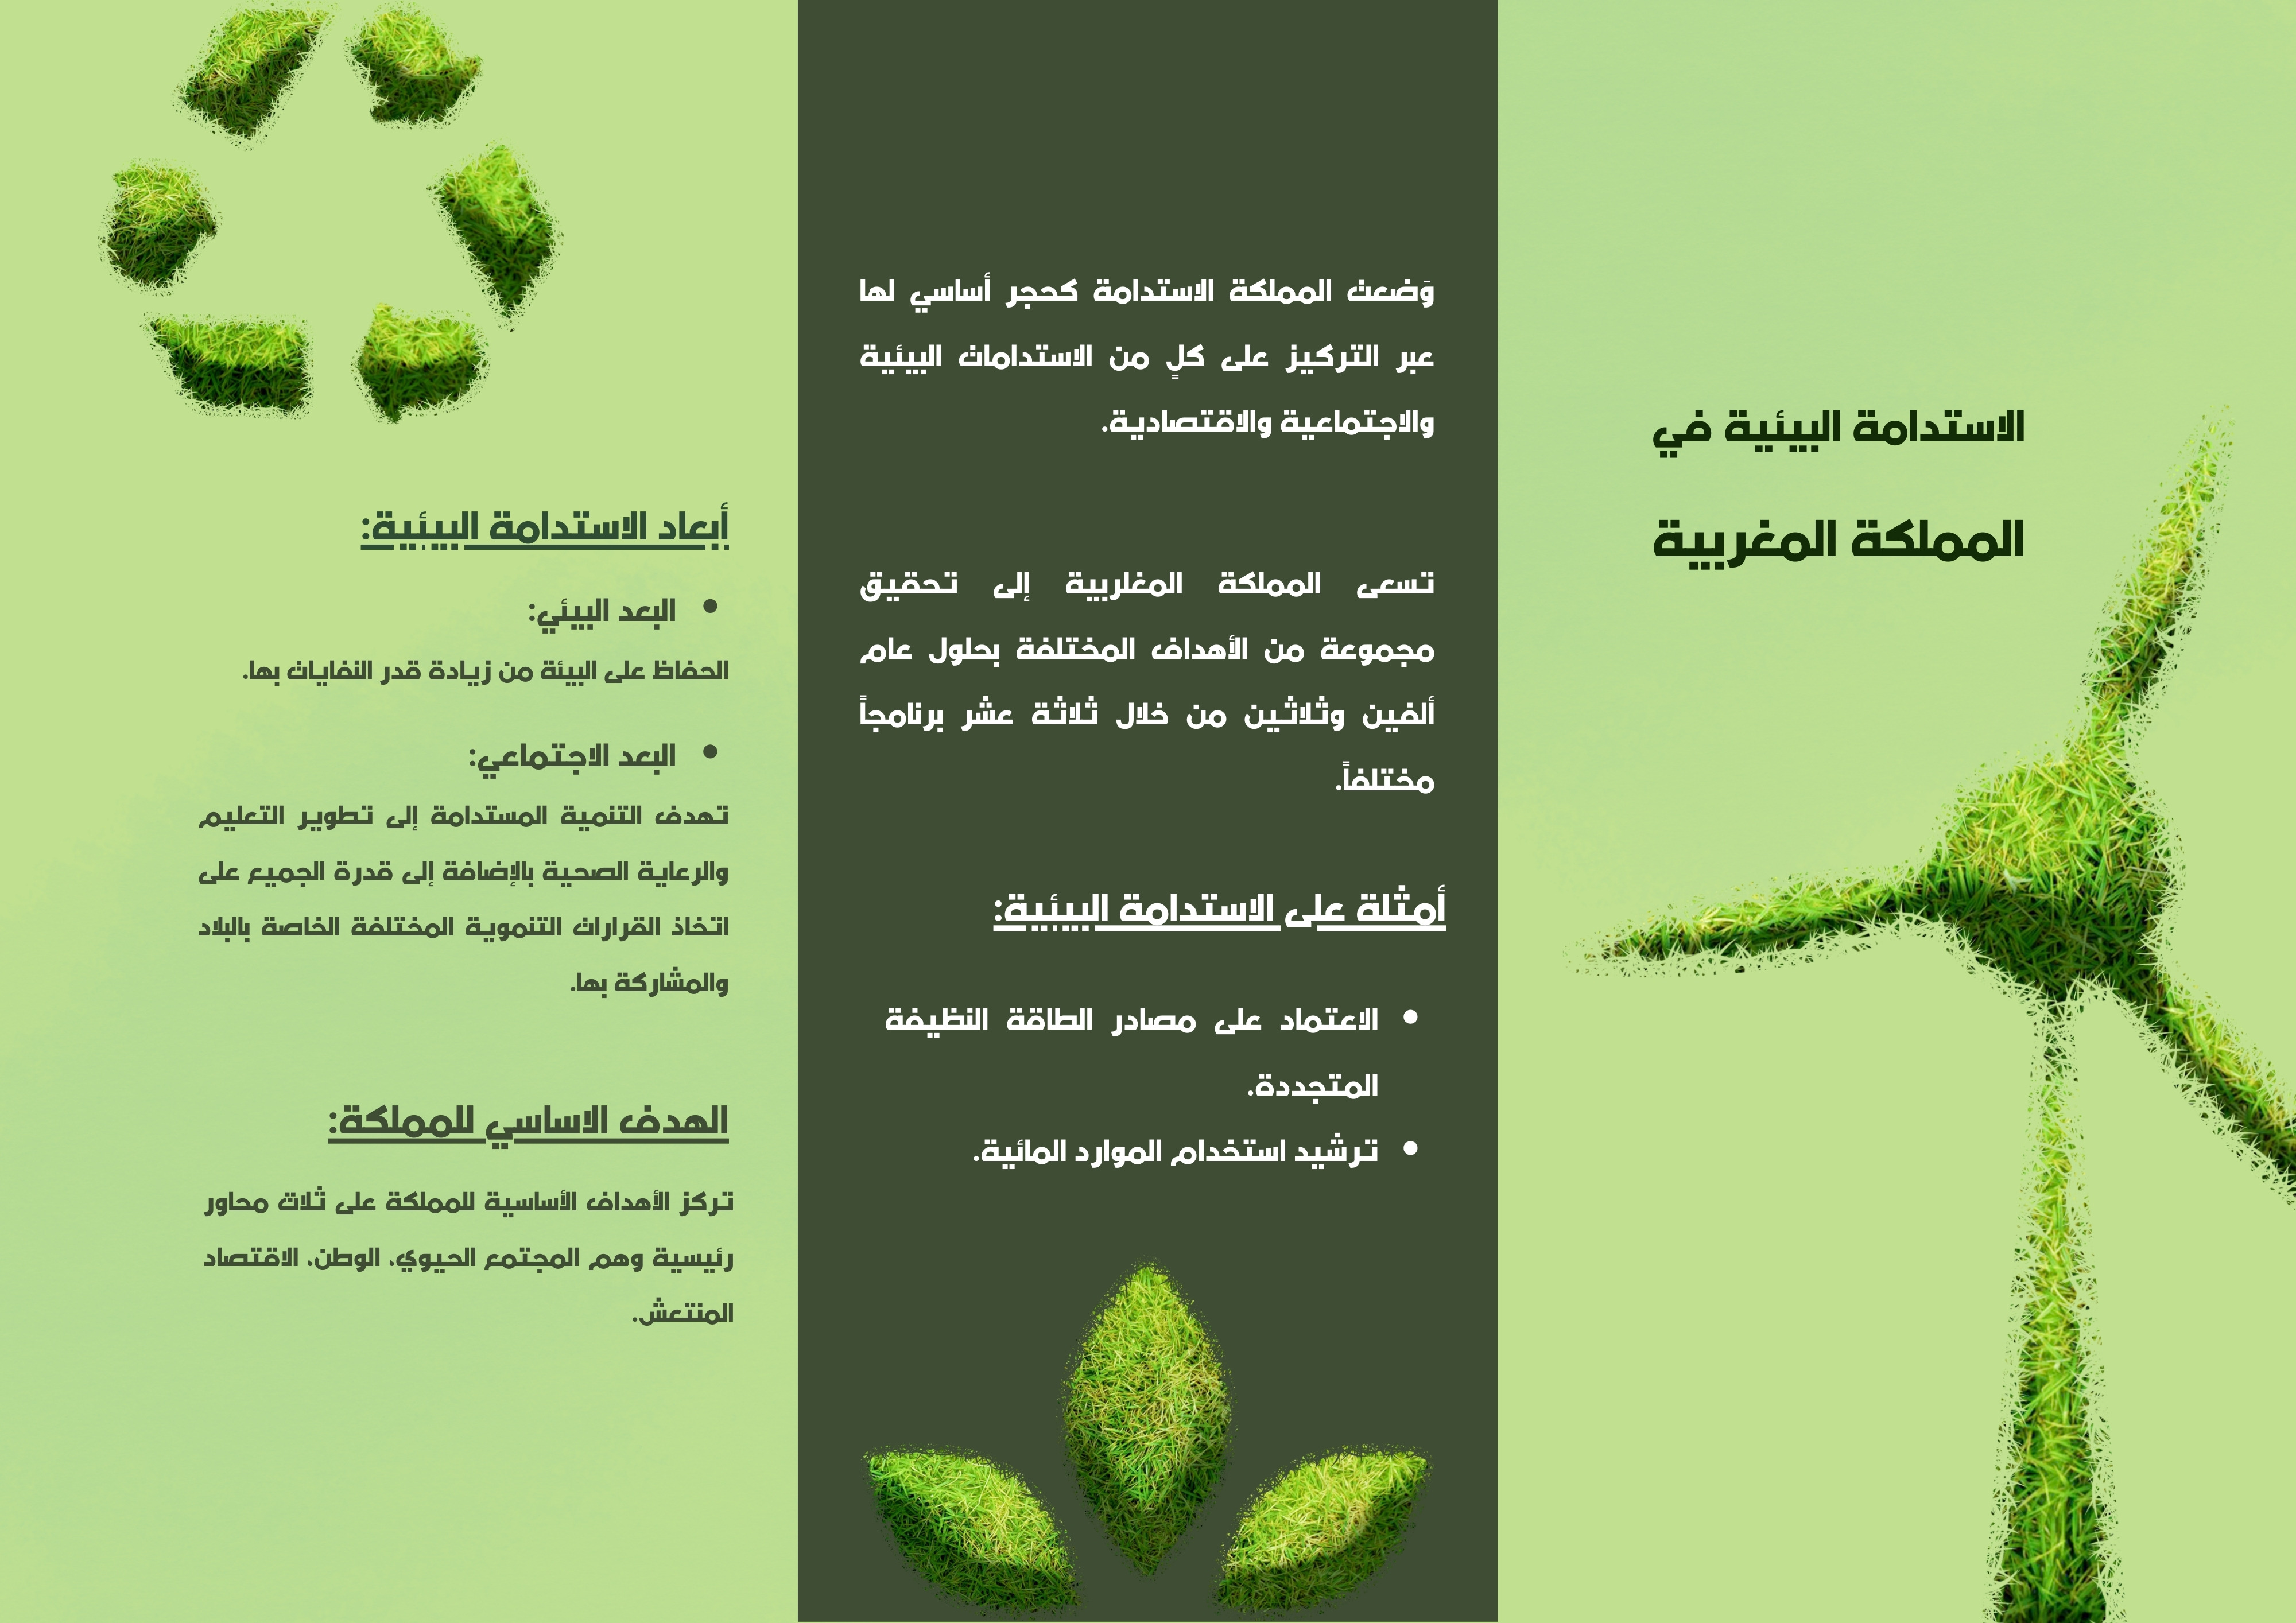 الاستدامة البيئية في
المملكة المغربية
وَضعت المملكة الاستدامة كحجر أساسي لها
عبر التركيز على كلٍ من الاستدامات البيئية
والاجتماعية والاقتصادية.
تسعى المملكة المغلربية إلى تحقيق
مجموعة من الأهداف المختلفة بحلول عام
ألفين وثلاثين من خلال ثلاثة عشر برنامجاً
مختلفاً.
أمثلة على الاستدامة البيئية:
• الاعتماد على مصادر الطاقة النظيفة
المتجددة.
• ترشيد استخدام الموارد المائية.
أبعاد الاستدامة البيئية:
• البعد البيئي:
الحفاظ على البيئة من زيادة قدر النفايات بها.
• البعد الاجتماعي:
تهدف التنمية المستدامة إلى تطوير التعليم
والرعاية الصحية بالإضافة إلى قدرة الجميع على
اتخاذ القرارات التنموية المختلفة الخاصة بالبلاد
والمشاركة بها.
الهدف الاساسي للمملكة:
تركز الأهداف الأساسية للمملكة على ثلاث محاور
رئيسية وهم المجتمع الحيوي، الوطن، الاقتصاد
المنتعش.